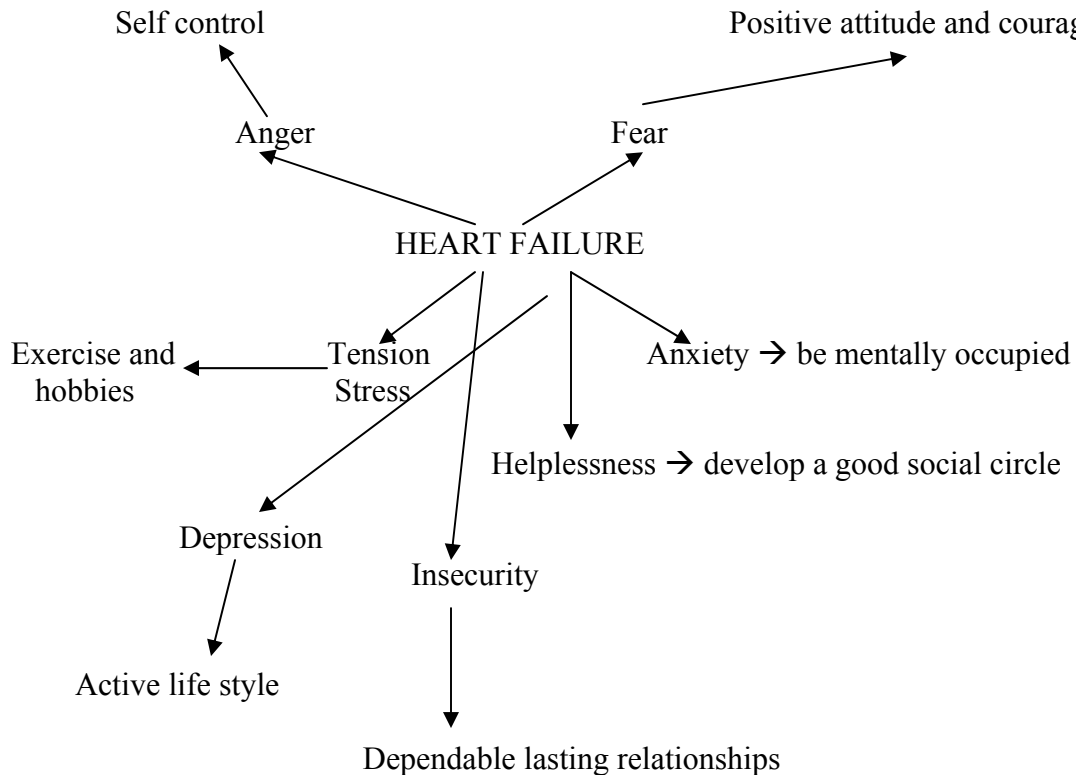 Self control
Positive attitude and courag
Anger
Fear
HEART FAILURE
Exercise and
hobbies
Tension
Stress
Anxiety → be mentally occupied
Helplessness → develop a good social circle
Depression
Insecurity
Active life style
Dependable lasting relationships